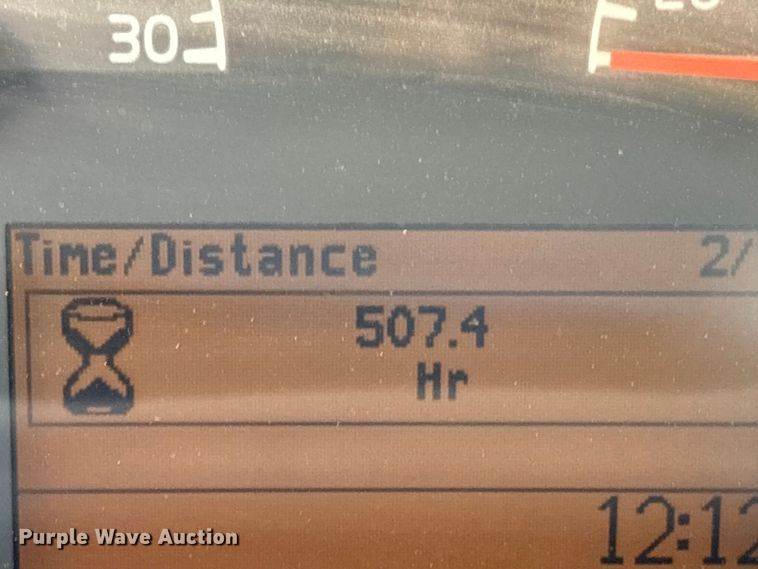 30
Time/Distance 2/
507.4
Hr
12:12
Purple Wave Auction